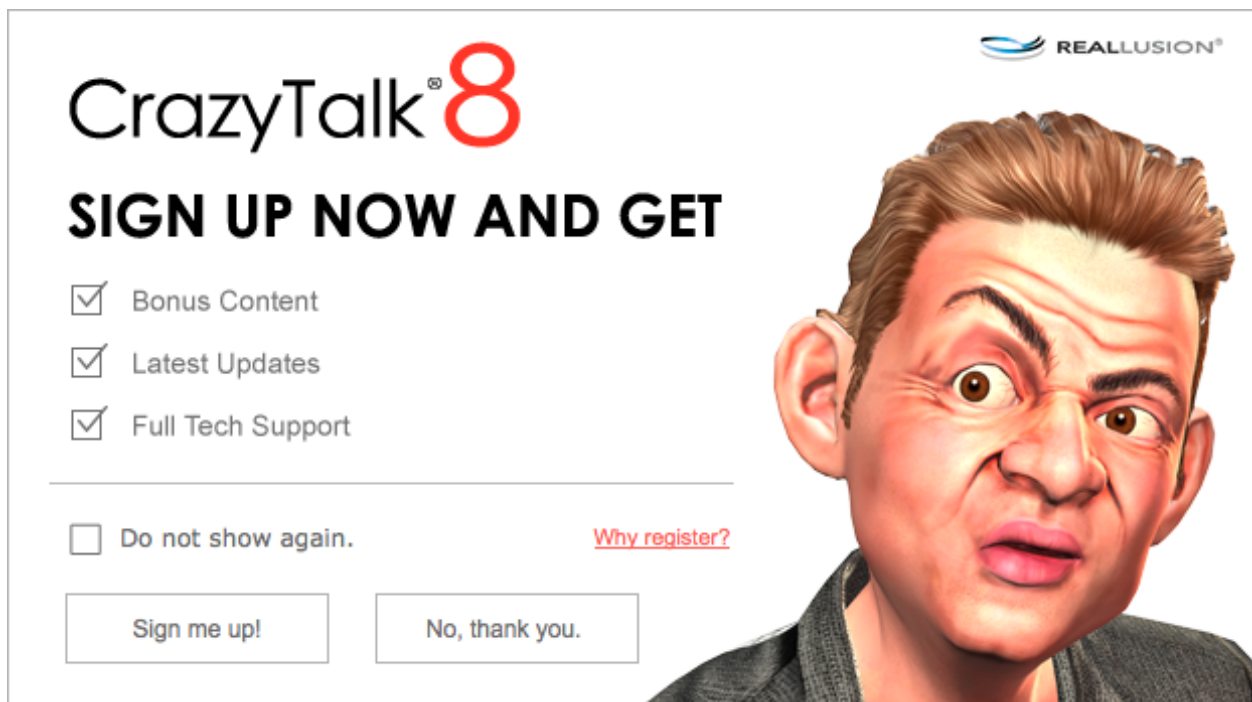 REALLUSION®
CrazyTalk®8
SIGN UP NOW AND GET
Bonus Content
Latest Updates
Full Tech Support
Do not show again.
Why register?
Sign me up!
No, thank you.